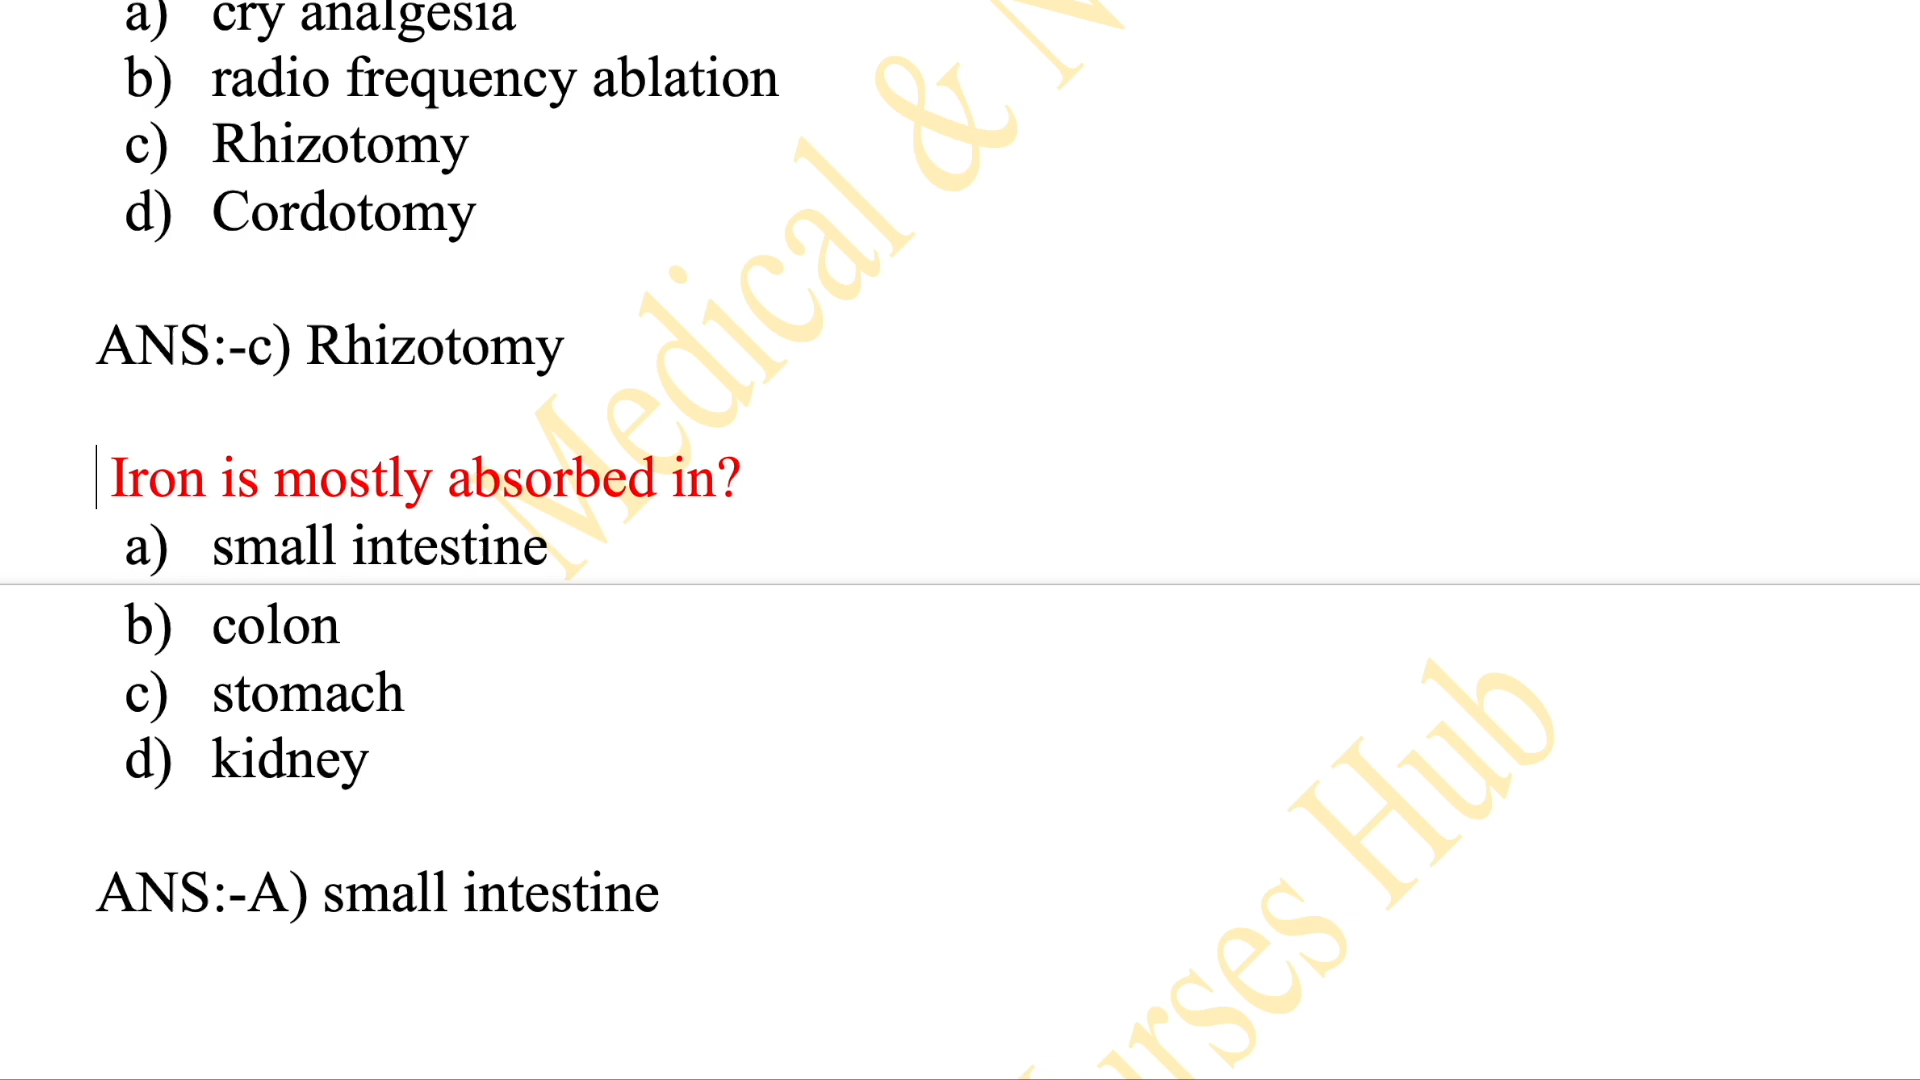 a) cry analgesia
b) radio frequency ablation
c) Rhizotomy
d) Cordotomy
ANS:-c) Rhizotomy
Iron is mostly absorbed in?
a) small intestine
b) colon
c) stomach
d) kidney
ANS:-A) small intestine
Medical & N
urses Hub